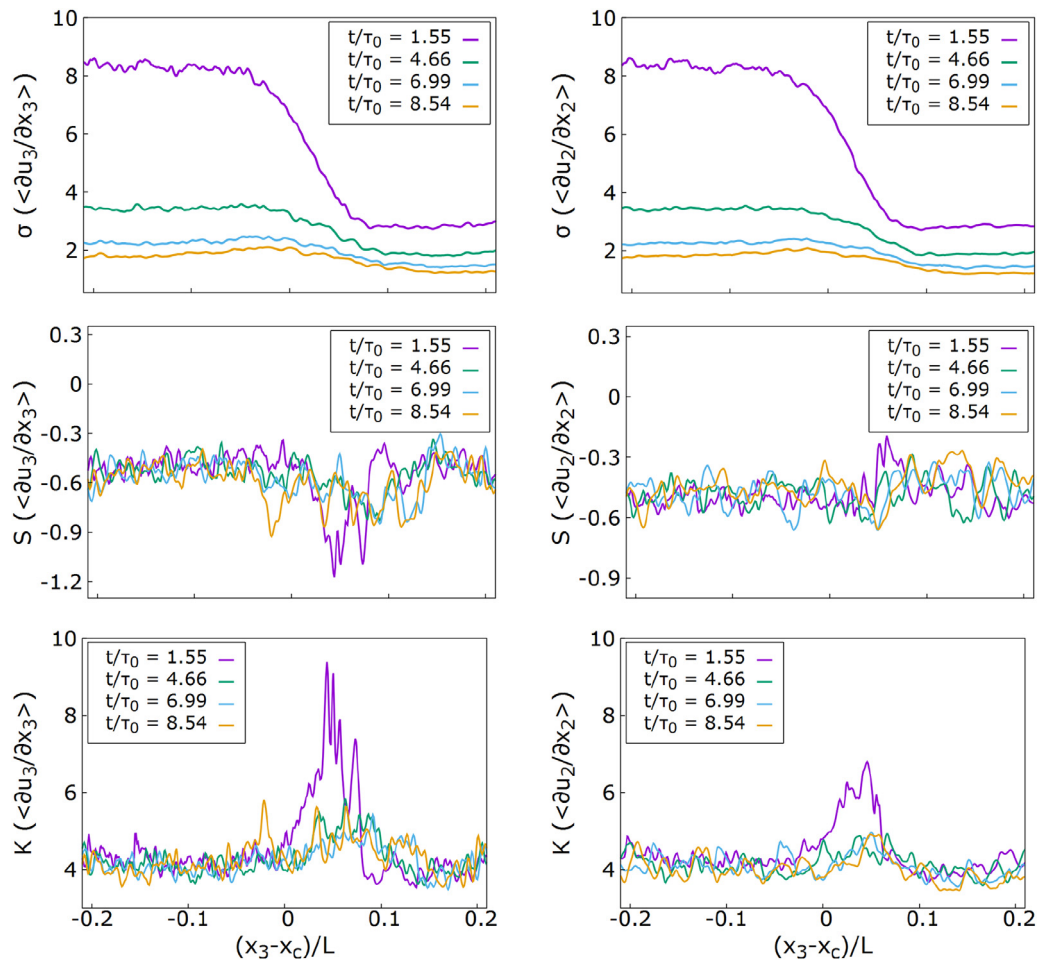 10
8
6
4
2
σ ( <∂u3/∂x3>)
t/τ0 = 1.55
t/τ0 = 4.66
t/τ0 = 6.99
t/τ0 = 8.54
10
8
6
4
2
σ ( <∂u2/∂x2>)
t/τ0 = 1.55
t/τ0 = 4.66
t/τ0 = 6.99
t/τ0 = 8.54
0.3
0
-0.3
-0.6
-0.9
-1.2
S ( <∂u3/∂x3>)
t/τ0 = 1.55
t/τ0 = 4.66
t/τ0 = 6.99
t/τ0 = 8.54
0.3
0
-0.3
-0.6
-0.9
S ( <∂u2/∂x2>)
t/τ0 = 1.55
t/τ0 = 4.66
t/τ0 = 6.99
t/τ0 = 8.54
10
8
6
4
K ( <∂u3/∂x3>)
t/τ0 = 1.55
t/τ0 = 4.66
t/τ0 = 6.99
t/τ0 = 8.54
-0.2 -0.1 0 0.1 0.2
(x3-xc)/L
10
8
6
4
K ( <∂u2/∂x2>)
t/τ0 = 1.55
t/τ0 = 4.66
t/τ0 = 6.99
t/τ0 = 8.54
-0.2 -0.1 0 0.1 0.2
(x3-xc)/L